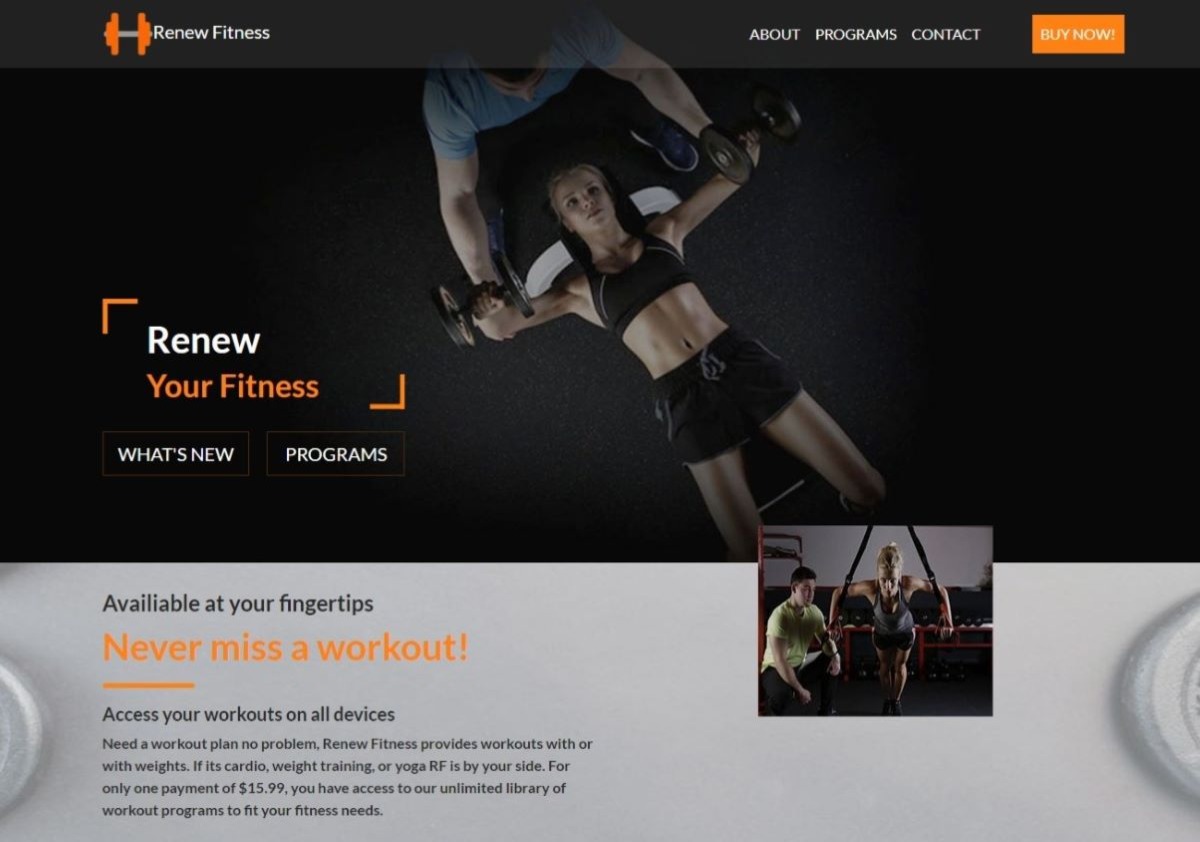 Renew Fitness
ABOUT PROGRAMS CONTACT BUY NOW!
Renew
Your Fitness
WHAT'S NEW PROGRAMS
Availiable at your fingertips
Never miss a workout!
Access your workouts on all devices
Need a workout plan no problem, Renew Fitness provides workouts with or
with weights. If its cardio, weight training, or yoga RF is by your side. For
only one payment of $15.99, you have access to our unlimited library of
workout programs to fit your fitness needs.